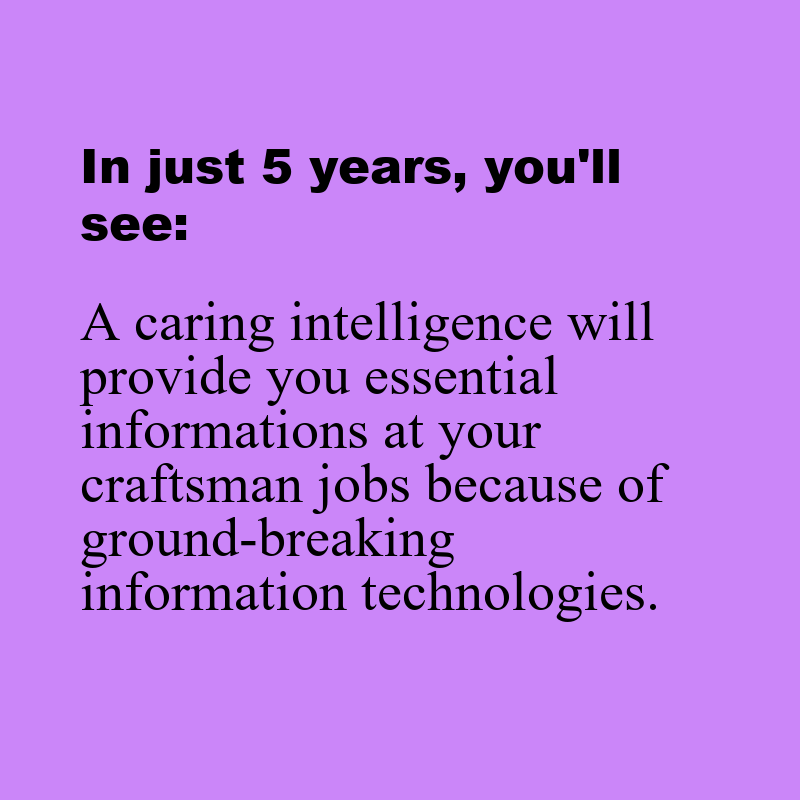 In just 5 years, you'll
see:
A caring intelligence will
provide you essential
informations at your
craftsman jobs because of
ground-breaking
information technologies.